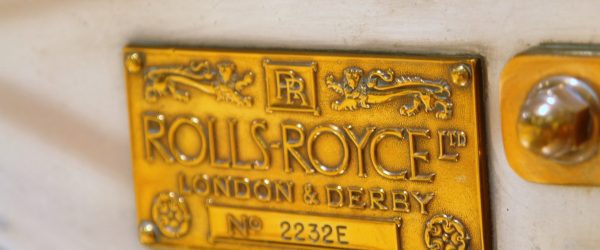 RR
ROLLS-ROYCE LTD
LONDON & DERBY
No 2232E